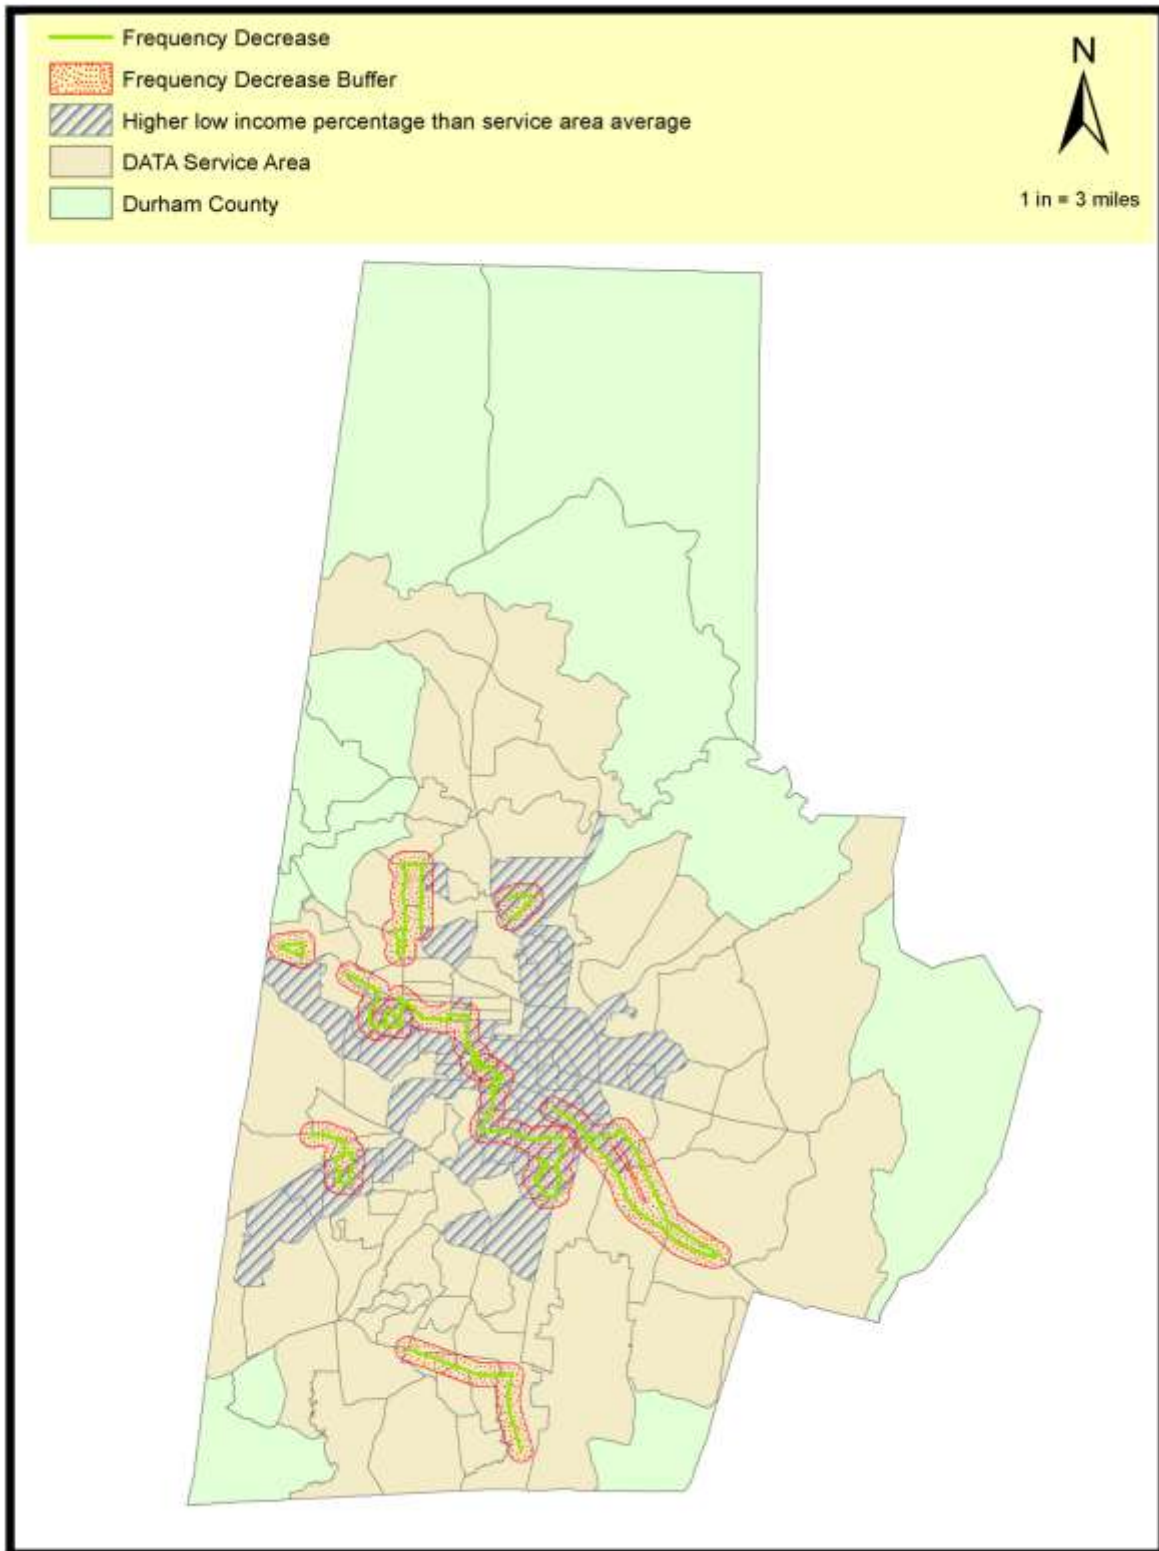 Frequency Decrease
Frequency Decrease Buffer
Higher low income percentage than service area average
DATA Service Area
Durham County
N
1 in = 3 miles